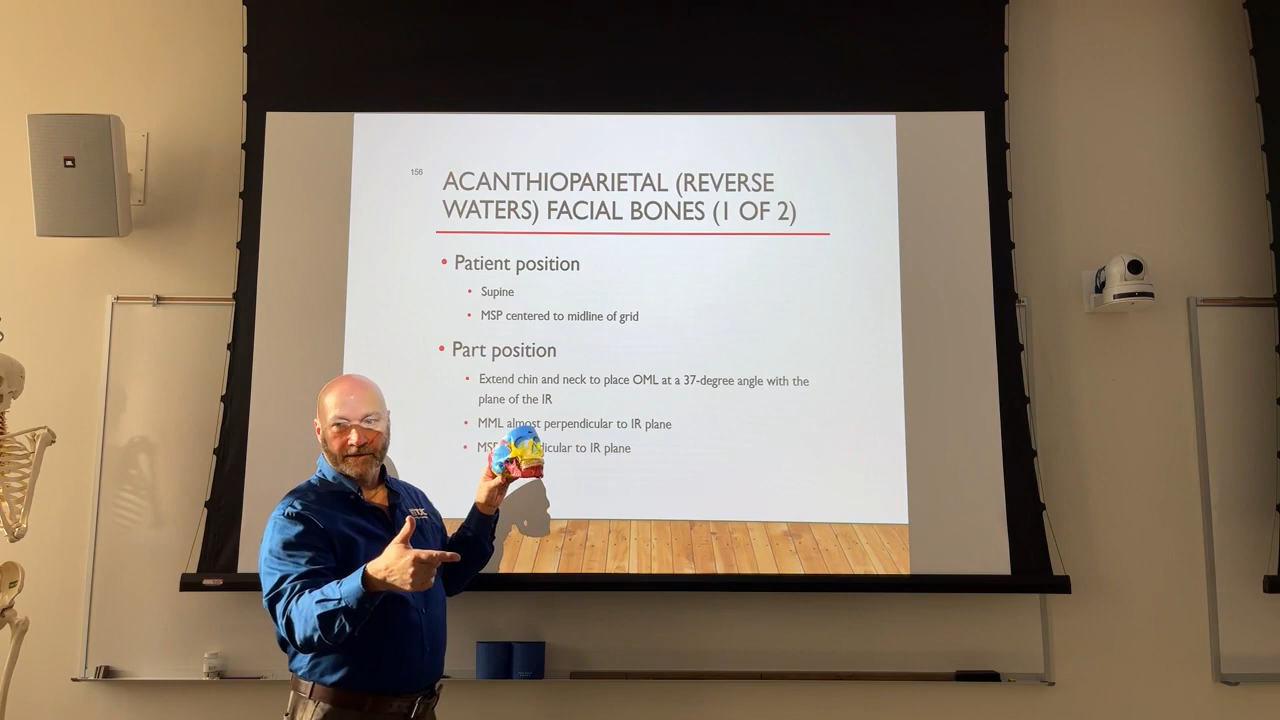 156
ACANTHIOPARIETAL (REVERSE
WATERS) FACIAL BONES (1 OF 2)
• Patient position
• Supine
• MSP centered to midline of grid
• Part position
• Extend chin and neck to place OML at a 37-degree angle with the
plane of the IR
• MML almost perpendicular to IR plane
• to IR plane
JBL